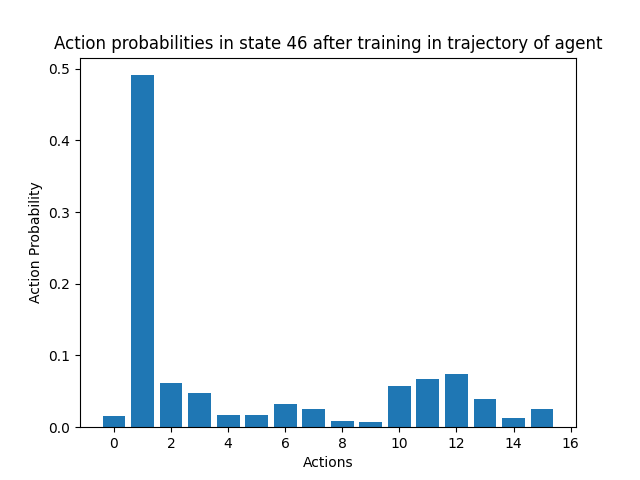 Action probabilities in state 46 after training in trajectory of agent
0.5
0.4
0.3
0.2
0.1
0.0
Action Probability
0 2 4 6 8 10 12 14 16
Actions